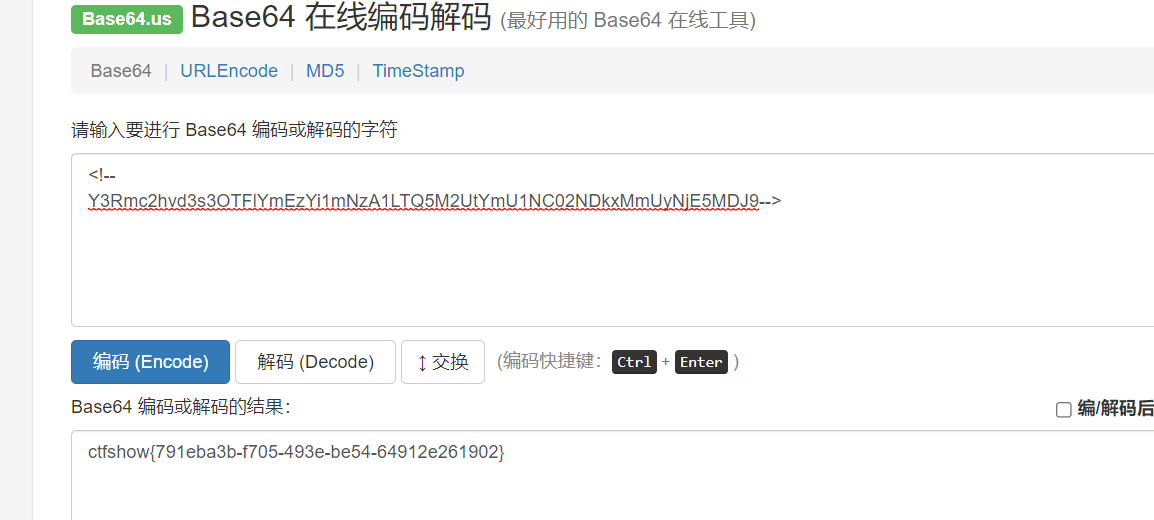 Base64.us Base64 在线编码解码 (最好用的 Base64 在线工具)
Base64 | URLEncode | MD5 | TimeStamp
请输入要进行 Base64 编码或解码的字符
<!--
Y3Rmc2hvd3s3OTFlYmEzYi1mNzA1LTQ5M2UtYmU1NC02NDkxMmUyNjE5MDJ9-->
编码 (Encode) 解码 (Decode) ↕ 交换 (编码快捷键： Ctrl + Enter )
Base64 编码或解码的结果： 编/解码后
ctfshow{791eba3b-f705-493e-be54-64912e261902}